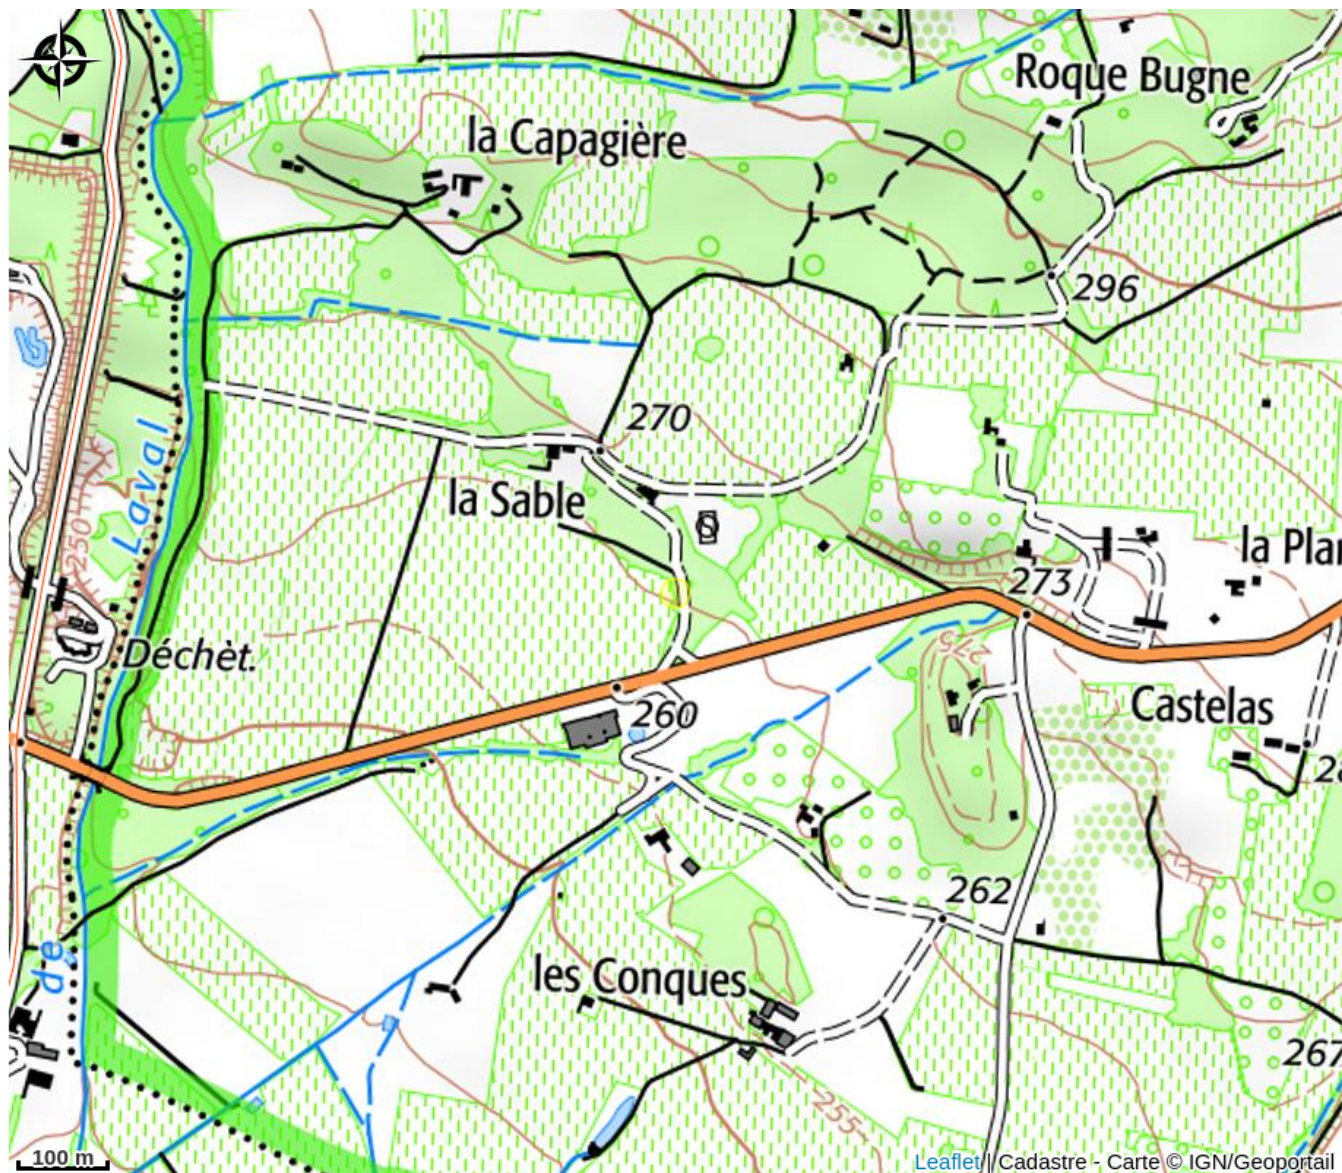 Roque Bugne
la Capagière
296
270
la Sable
Laval
250
la Plan
273
Déchèt.
275
260
Castelas
262
de
les Conques
267
255
100 m
Leaflet | Cadastre - Carte © IGN/Geoportail